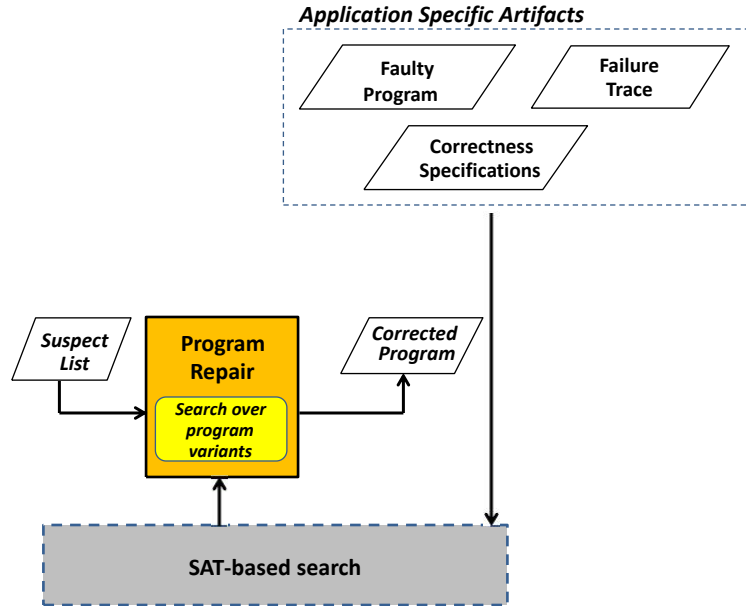 Application Specific Artifacts
Faulty
Program
Failure
Trace
Correctness
Specifications
Suspect
List
Program
Repair
Search over
program
variants
Corrected
Program
SAT-based search